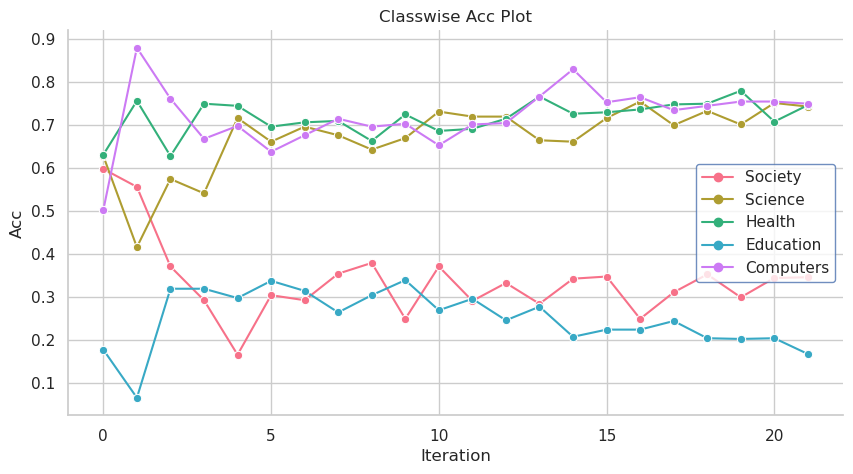 Classwise Acc Plot
0.9
0.8
0.7
0.6
0.5
0.4
0.3
0.2
0.1
Acc
Society
Science
Health
Education
Computers
0 5 10 15 20
Iteration